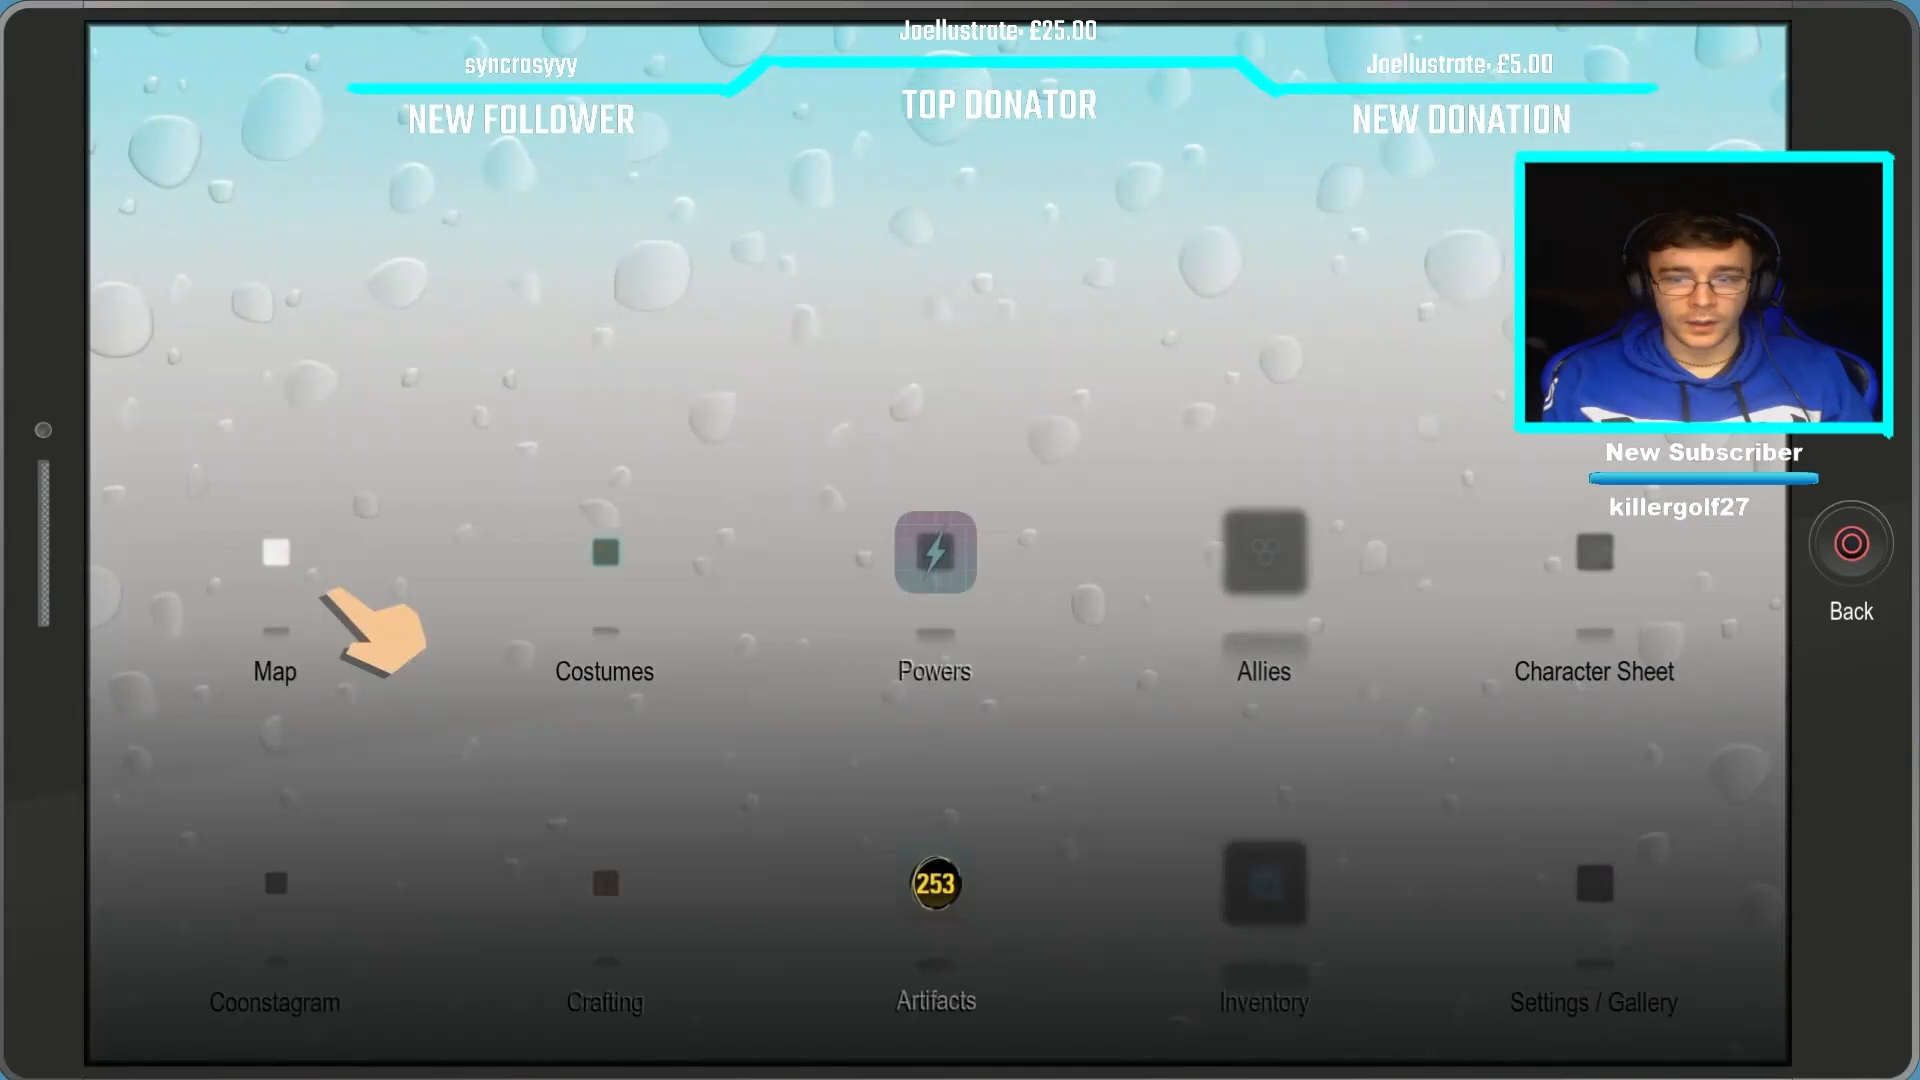 Joellustrate: £25.00
syncrasyyy
Joellustrate: £5.00
NEW FOLLOWER
TOP DONATOR
NEW DONATION
New Subscriber
killergolf27
Back
Map
Costumes
Powers
Allies
Character Sheet
253
Coonstagram
Crafting
Artifacts
Inventory
Settings / Gallery